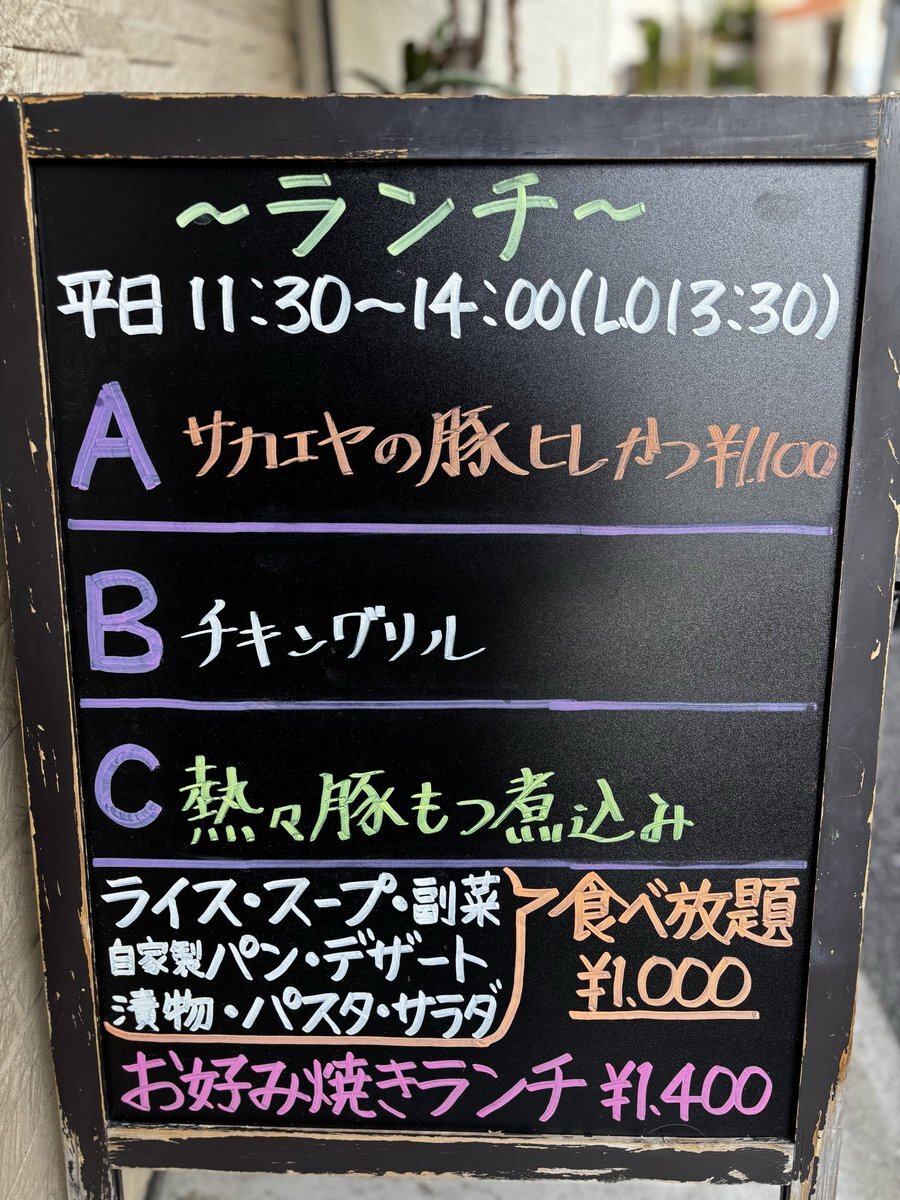 ～ランチ～
平日 11:30～14:00(L.O13:30)
A サカエヤの豚ヒレかつ ¥1,100
B チキングリル
C 熱々豚もつ煮込み
ライス・スープ・副菜
自家製パン・デザート
漬物・パスタ・サラダ
食べ放題
¥1.000
お好み焼きランチ ¥1.400